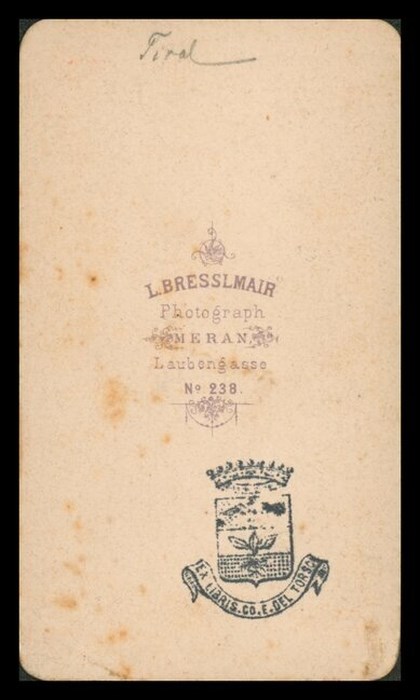 Tirol
L. BRESSLMAIR
Photograph
MERAN.
Laubengasse
No 238.
EX LIBRIS. CO. E. DEL TORSO